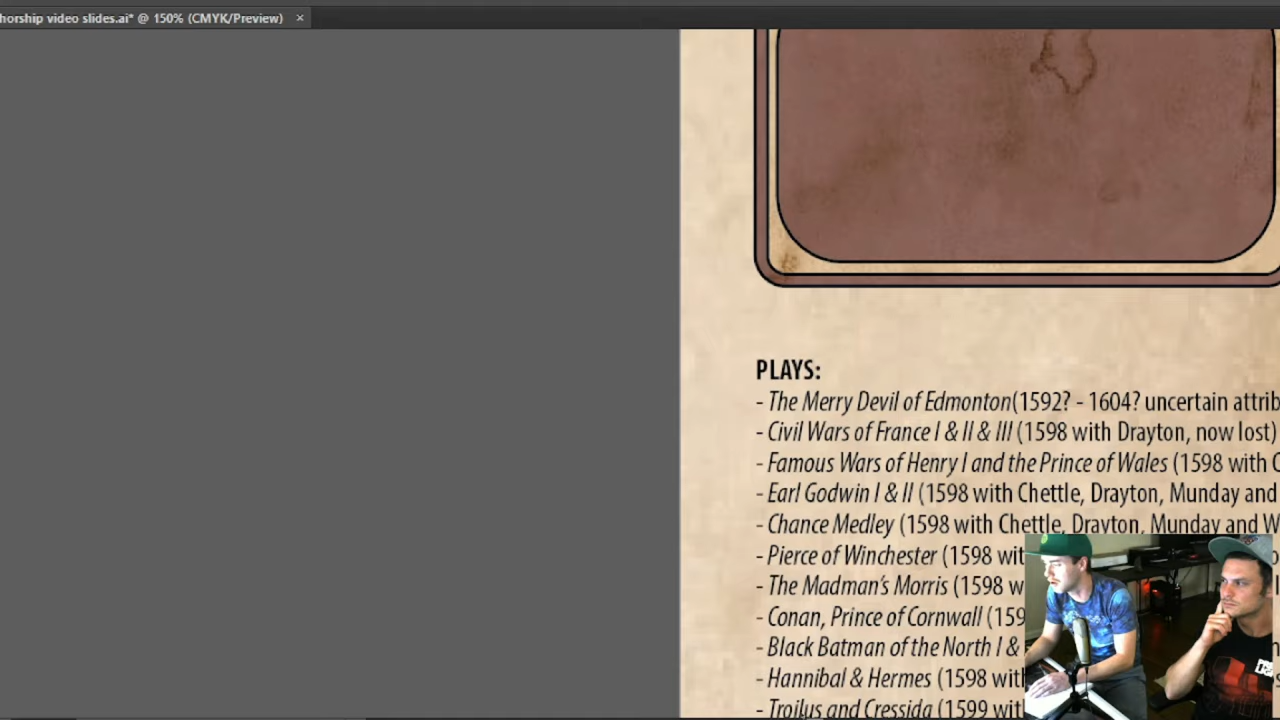 horship video slides.ai* @ 150% (CMYK/Preview) ×
PLAYS:
- The Merry Devil of Edmonton(1592? - 1604? uncertain attrib
- Civil Wars of France I & II & III (1598 with Drayton, now lost)
- Famous Wars of Henry I and the Prince of Wales (1598 with C
- Earl Godwin I & II (1598 with Chettle, Drayton, Munday and
- Chance Medley (1598 with Chettle, Drayton, Munday and W
- Pierce of Winchester (1598 wit
- The Madman's Morris (1598 w
- Conan, Prince of Cornwall (159
- Black Batman of the North I &
- Hannibal & Hermes (1598 with
- Troilus and Cressida (1599 wit